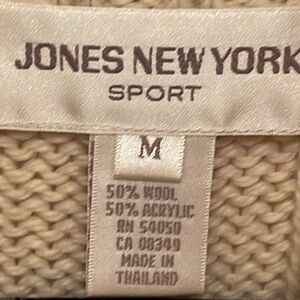 JONES NEW YORK
SPORT
M
50% WOOL
50% ACRYLIC
RN 54050
CA 08349
MADE IN
THAILAND